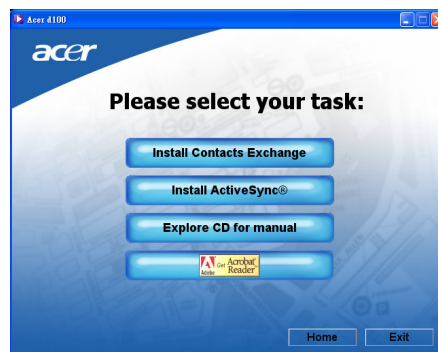 Acer d100
acer
Please select your task:
Install Contacts Exchange
Install ActiveSync®
Explore CD for manual
Adobe
Get Acrobat
Reader
Home
Exit